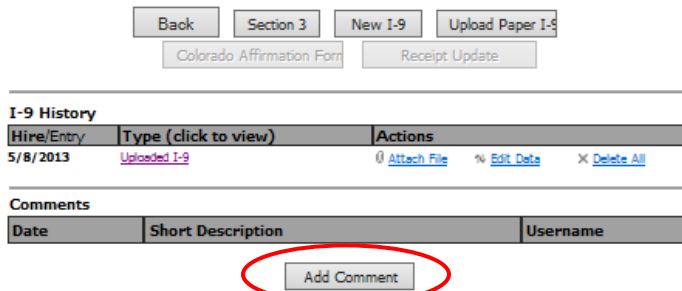 Back Section 3 New I-9 Upload Paper I-9
Colorado Affirmation Form Receipt Update
I-9 History
Hire/Entry Type (click to view) Actions
5/8/2013 Uploaded I-9 Attach File Edit Data Delete All
Comments
Date Short Description Username
Add Comment